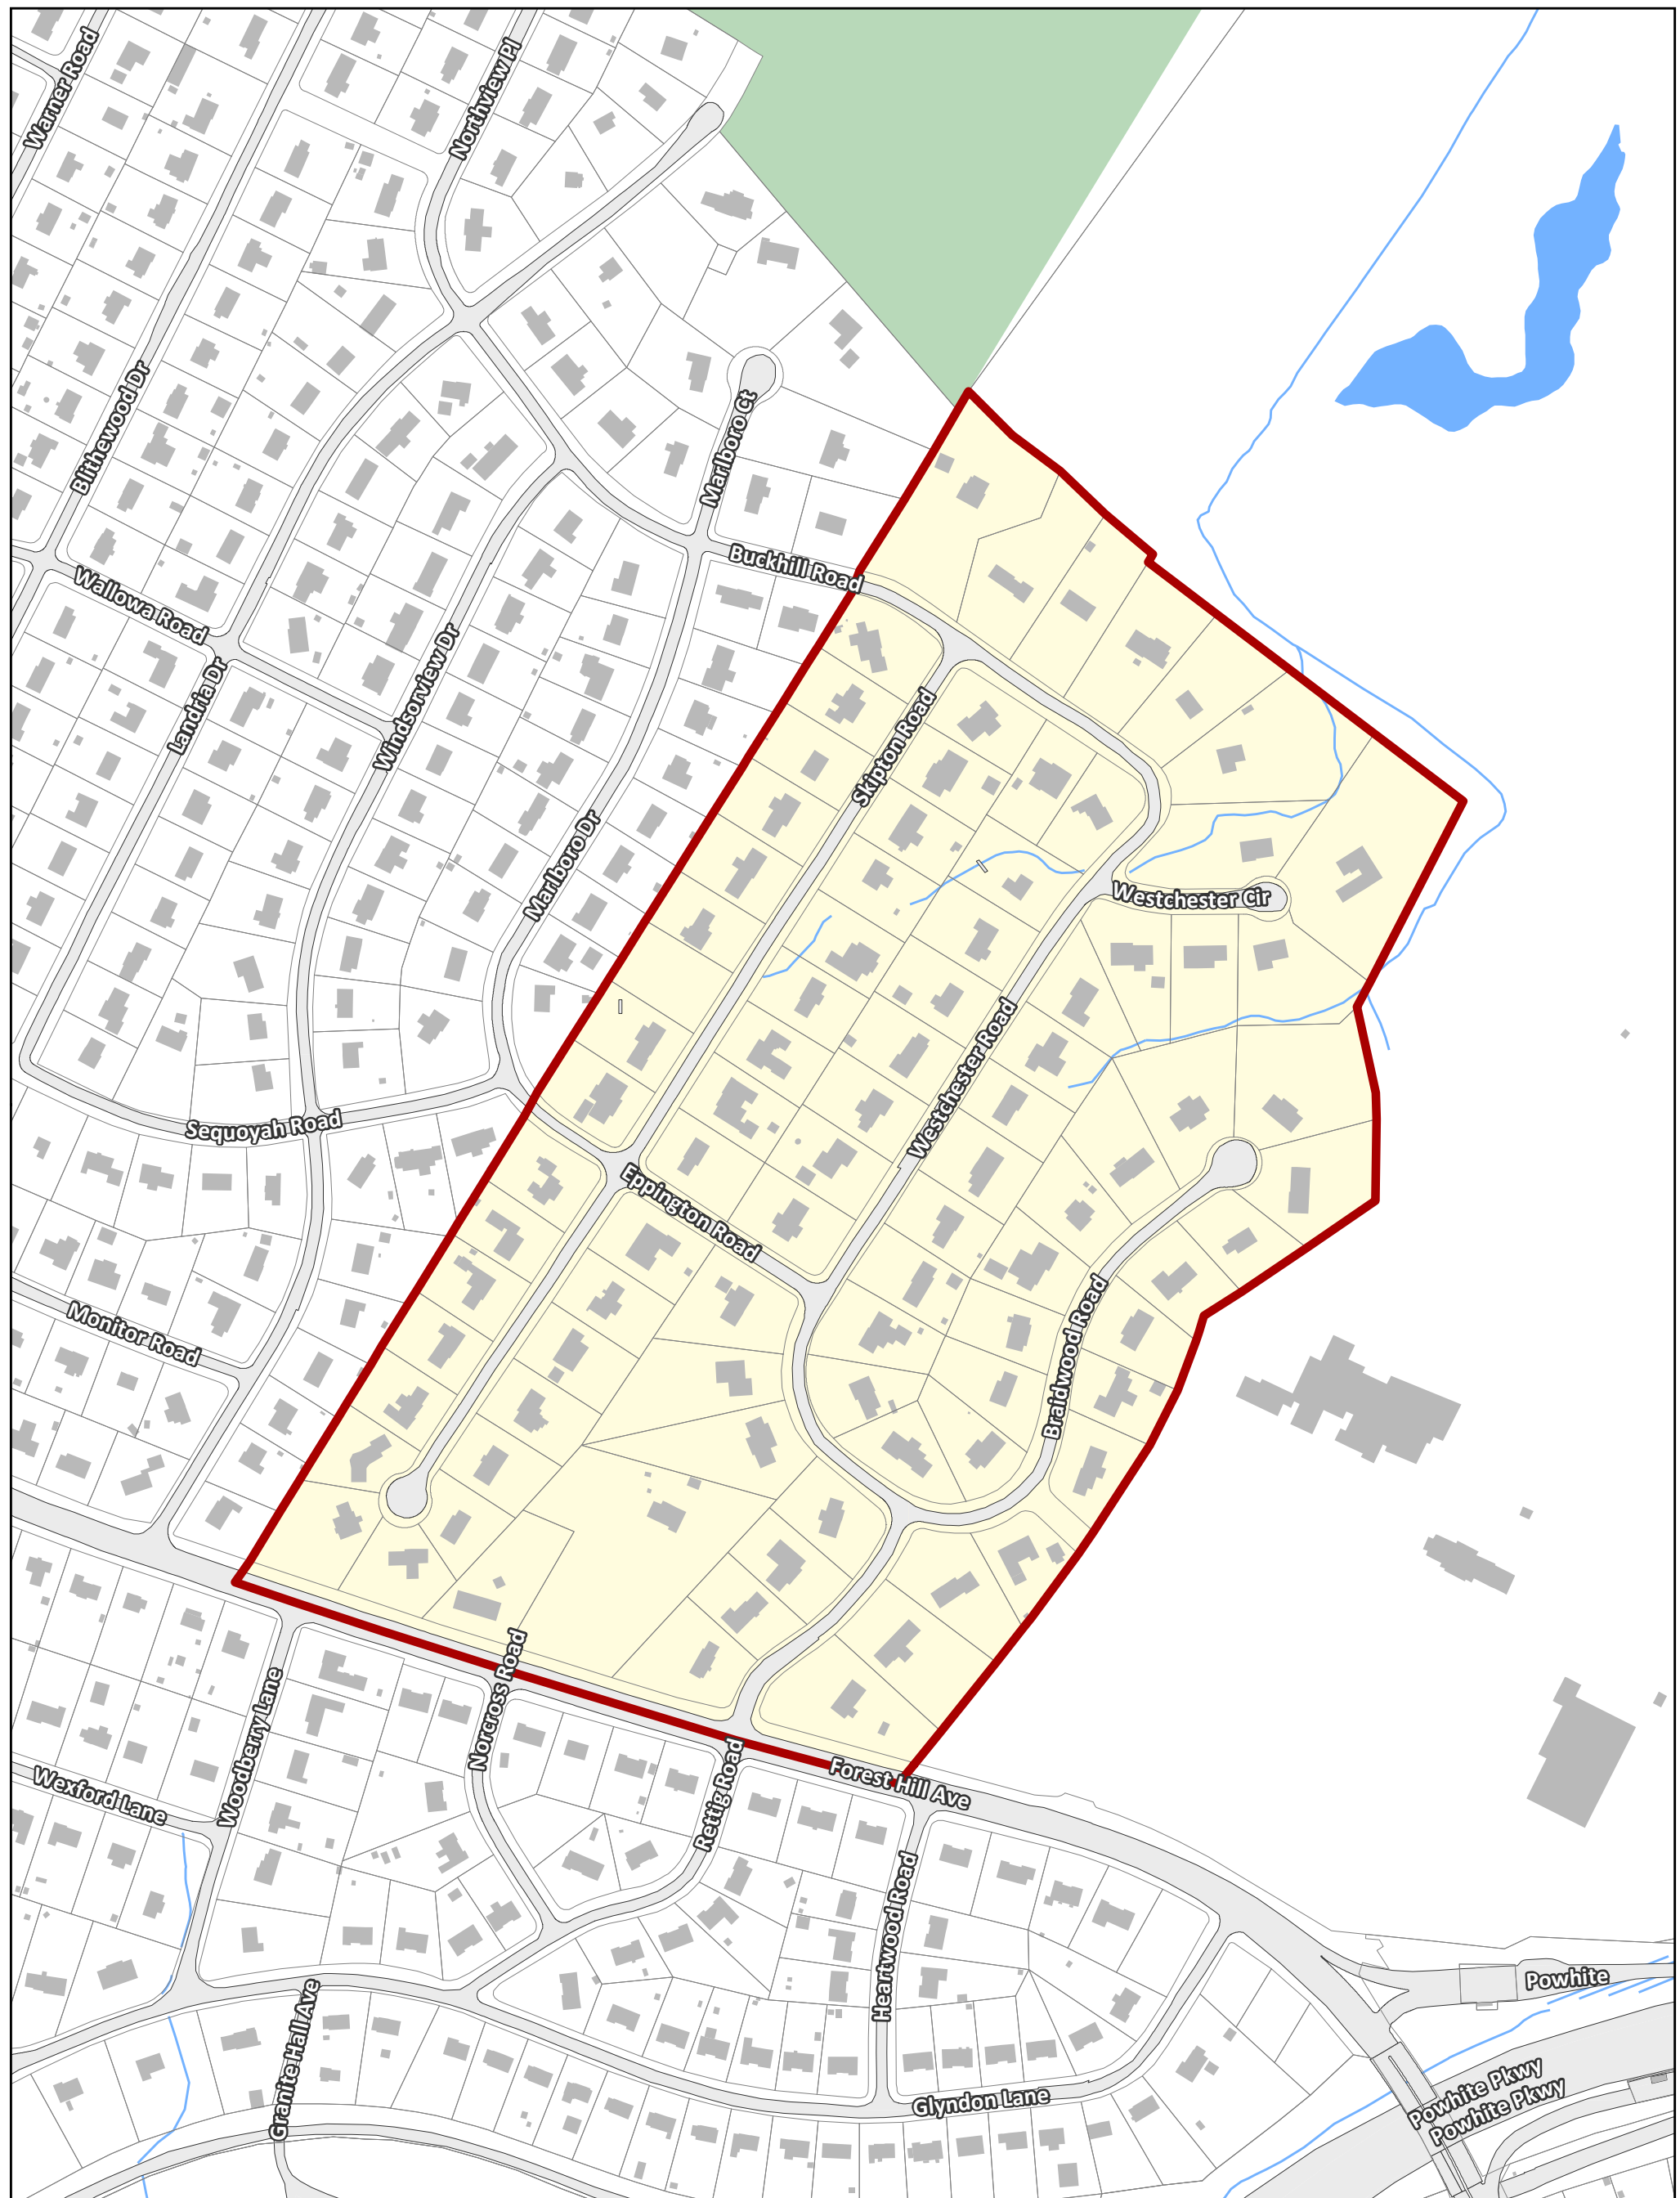 Warner Road
Northview Pl
Blithewood Dr
Marlboro Ct
Buckhill Road
Wallowa Road
Landria Dr
Windsorview Dr
Skipton Road
Marlboro Dr
Westchester Cir
Westchester Road
Sequoyah Road
Eppington Road
Monitor Road
Braidwood Road
Norcross Road
Woodberry Lane
Rettig Road
Forest Hill Ave
Wexford Lane
Heartwood Road
Powhite
Granite Hall Ave
Glyndon Lane
Powhite Pkwy
Powhite Pkwy